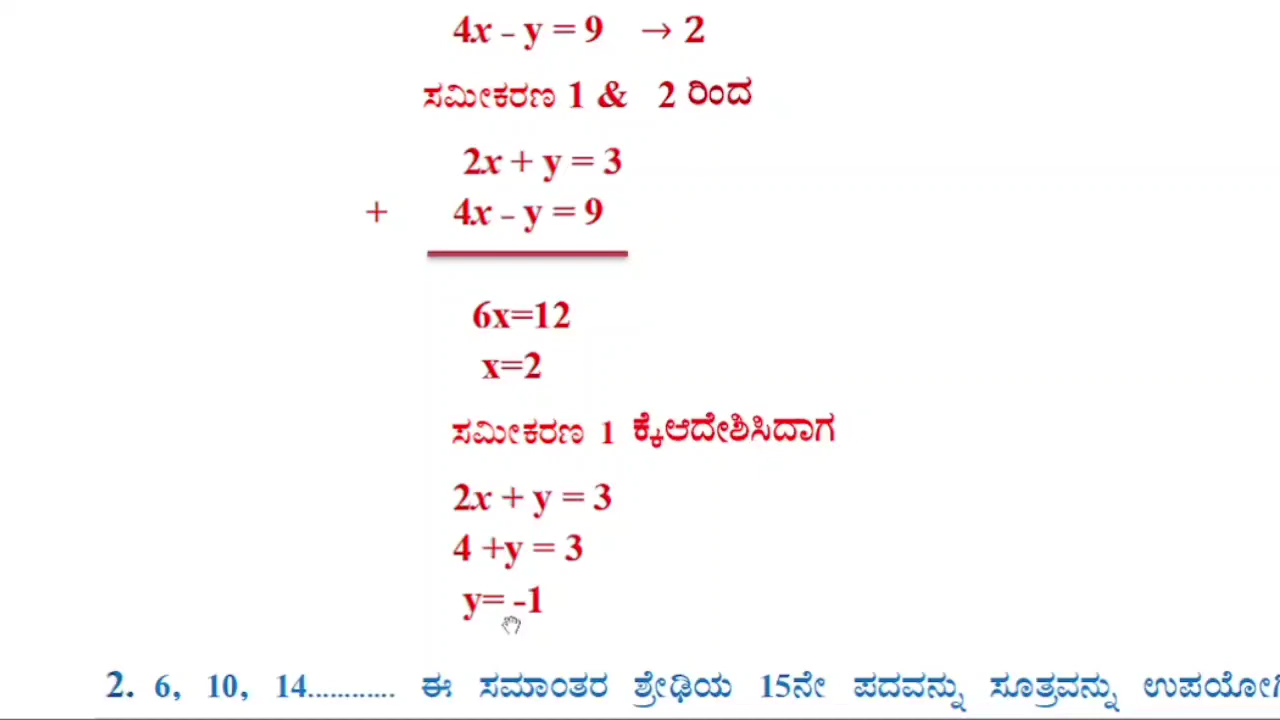 4x - y = 9 → 2
ಸಮೀಕರಣ 1 & 2 ರಿಂದ
2x + y = 3
+ 4x - y = 9
6x=12
x=2
ಸಮೀಕರಣ 1 ಕ್ಕೆಆದೇಶಿಸಿದಾಗ
2x + y = 3
4 +y = 3
y= -1
2. 6, 10, 14............ ಈ ಸಮಾಂತರ ಶ್ರೇಢಿಯ 15ನೇ ಪದವನ್ನು ಸೂತ್ರವನ್ನು